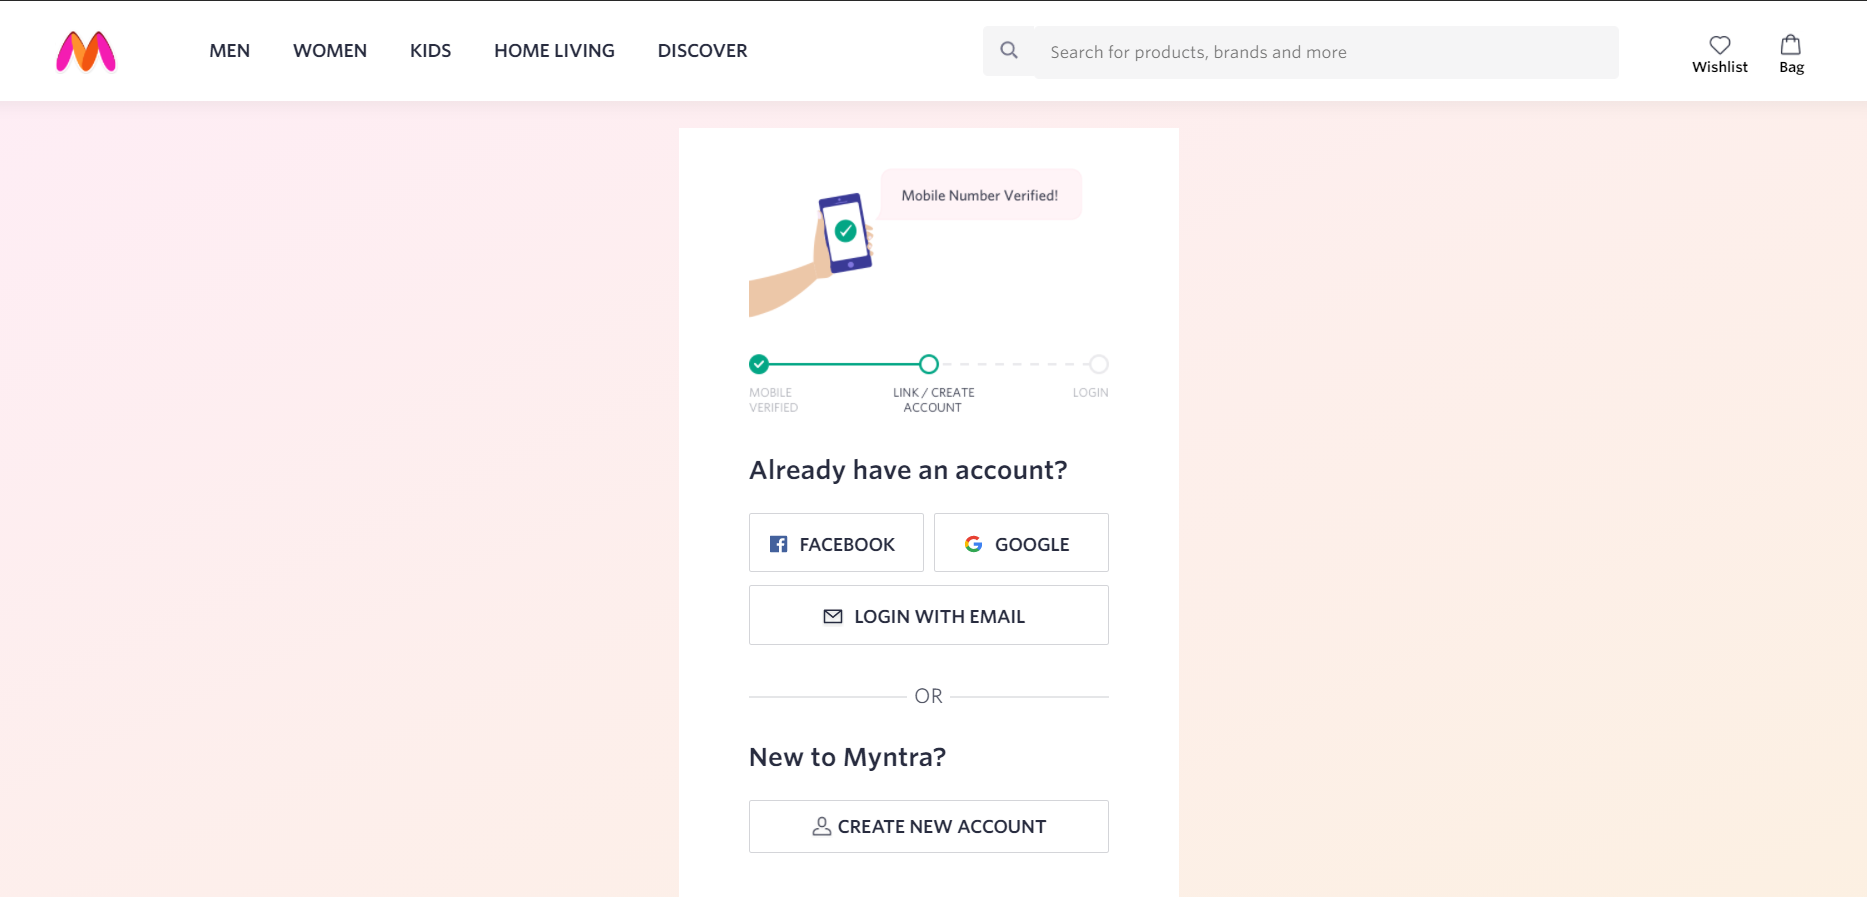 MEN WOMEN KIDS HOME LIVING DISCOVER Search for products, brands and more Wishlist Bag
Mobile Number Verified!
MOBILE VERIFIED
LINK / CREATE ACCOUNT
LOGIN
Already have an account?
FACEBOOK GOOGLE
LOGIN WITH EMAIL
OR
New to Myntra?
CREATE NEW ACCOUNT